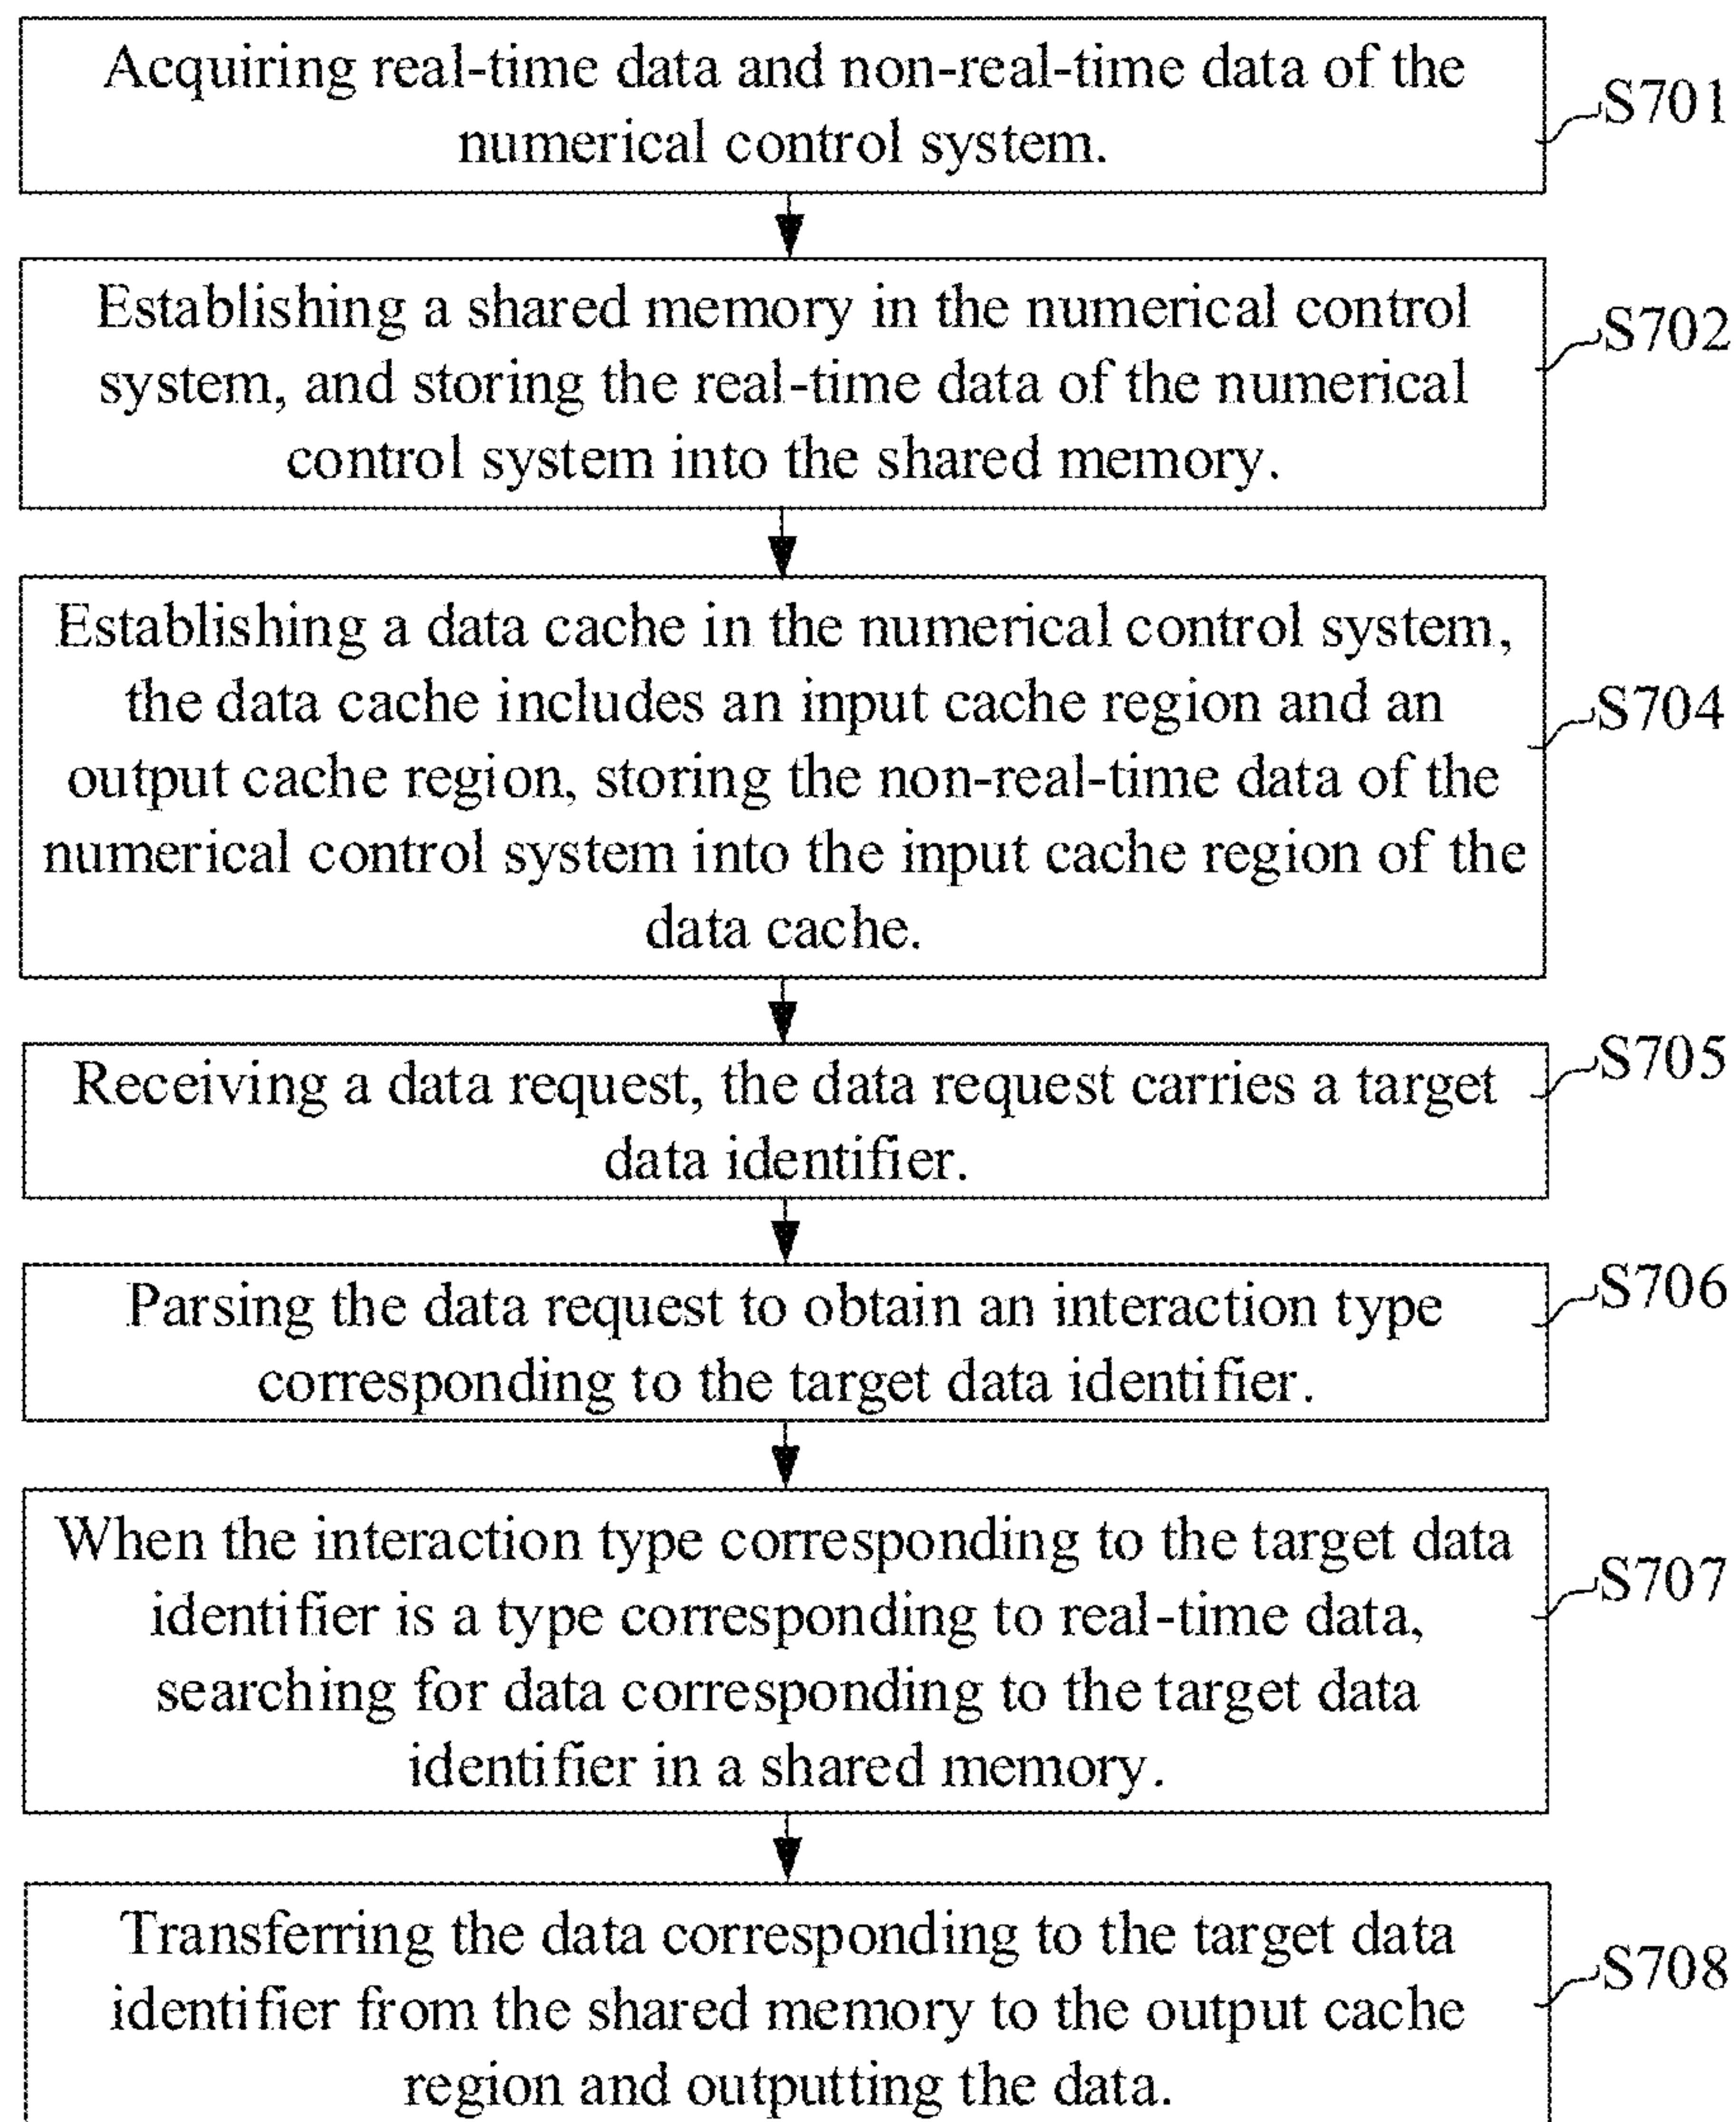 Acquiring real-time data and non-real-time data of the
numerical control system.
S701
Establishing a shared memory in the numerical control
system, and storing the real-time data of the numerical
control system into the shared memory.
S702
Establishing a data cache in the numerical control system,
the data cache includes an input cache region and an
output cache region, storing the non-real-time data of the
numerical control system into the input cache region of the
data cache.
S704
Receiving a data request, the data request carries a target
data identifier.
S705
Parsing the data request to obtain an interaction type
corresponding to the target data identifier.
S706
When the interaction type corresponding to the target data
identifier is a type corresponding to real-time data,
searching for data corresponding to the target data
identifier in a shared memory.
S707
Transferring the data corresponding to the target data
identifier from the shared memory to the output cache
region and outputting the data.
S708